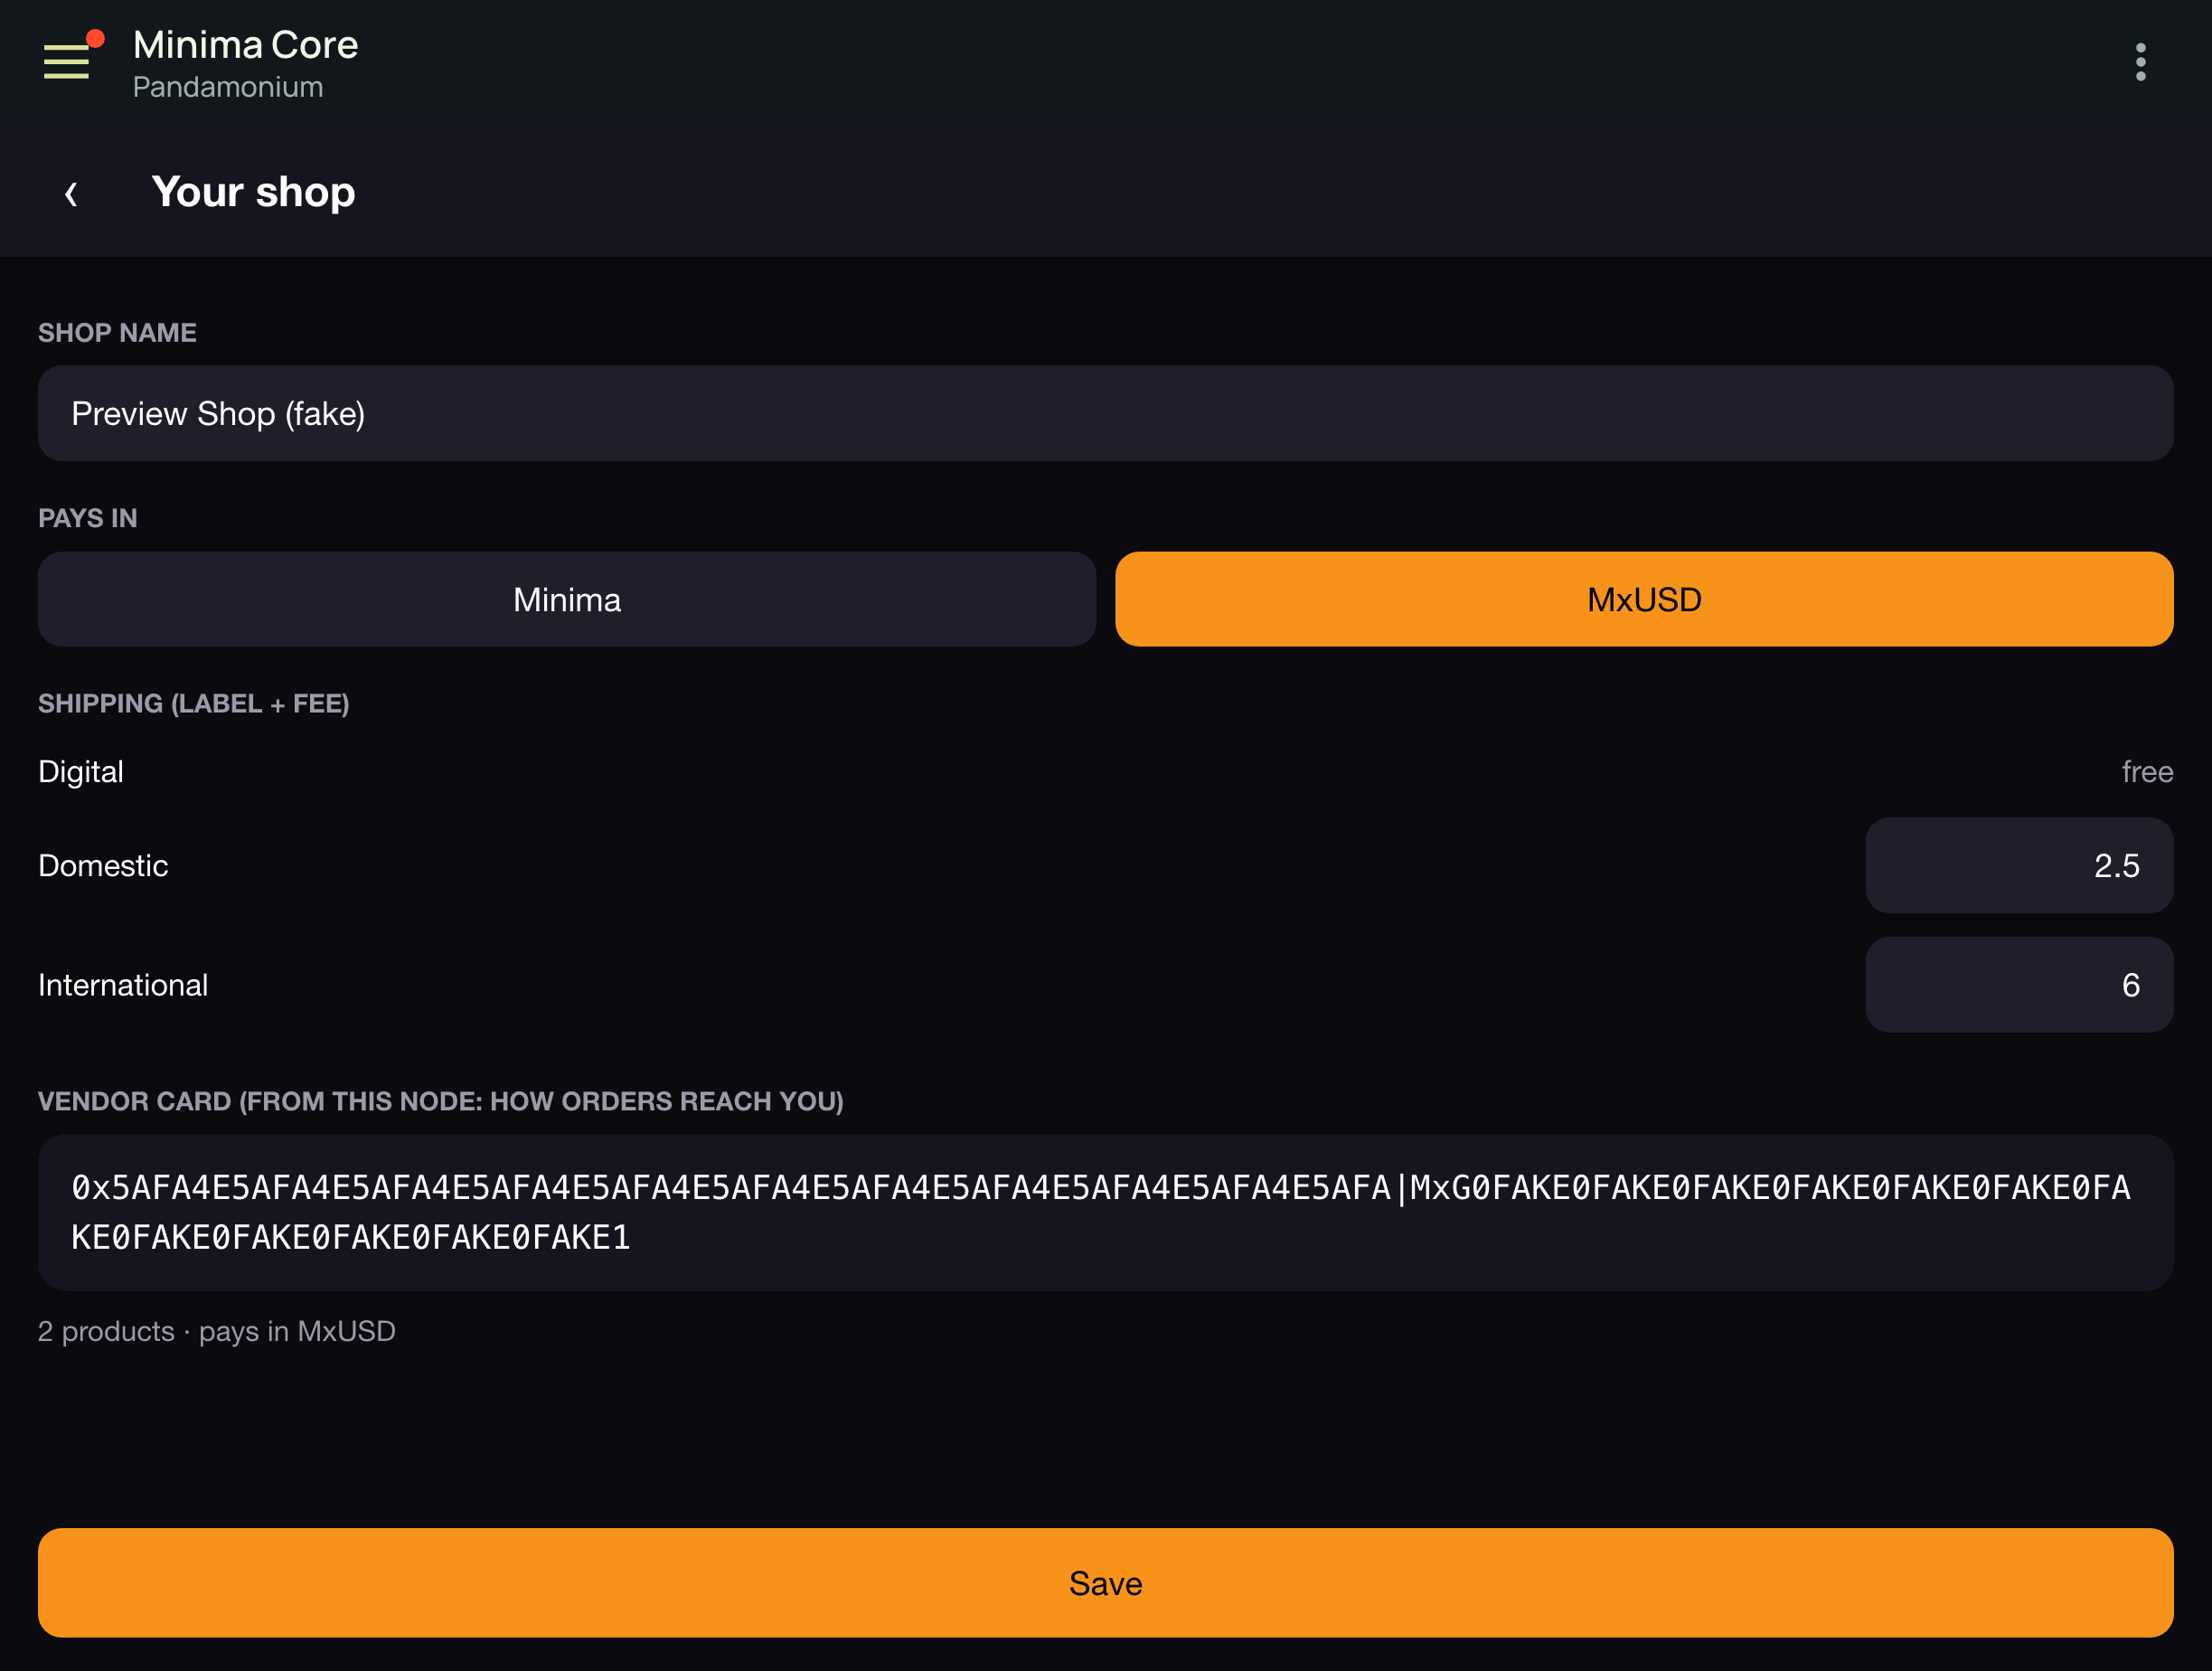 Minima Core
Pandamonium
‹ Your shop
SHOP NAME
Preview Shop (fake)
PAYS IN
Minima
MxUSD
SHIPPING (LABEL + FEE)
Digital
free
Domestic
2.5
International
6
VENDOR CARD (FROM THIS NODE: HOW ORDERS REACH YOU)
0x5AFA4E5AFA4E5AFA4E5AFA4E5AFA4E5AFA4E5AFA4E5AFA4E5AFA4E5AFA4E5AFA|MxG0FAKE0FAKE0FAKE0FAKE0FAKE0FAKE0FA
KE0FAKE0FAKE0FAKE0FAKE0FAKE1
2 products · pays in MxUSD
Save